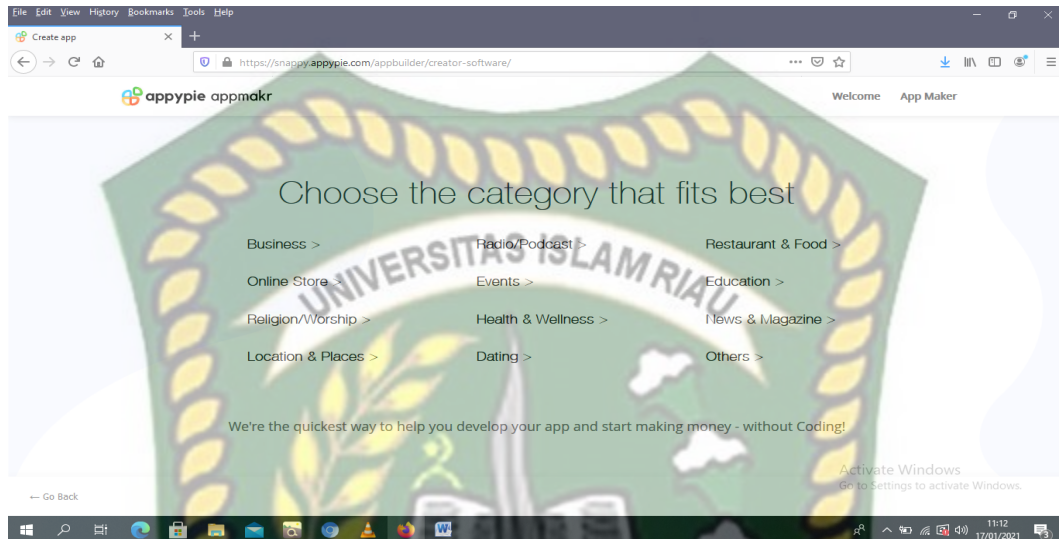 File Edit View History Bookmarks Tools Help
Create app
https://snappy.appypie.com/appbuilder/creator-software/
appypie appmakr
Welcome App Maker
Choose the category that fits best
Business > Radio/Podcast > Restaurant & Food >
UNIVERSITAS ISLAM RIAU
Online Store > Events > Education >
Religion/Worship > Health & Wellness > News & Magazine >
Location & Places > Dating > Others >
We're the quickest way to help you develop your app and start making money - without Coding!
Activate Windows
Go to Settings to activate Windows.
← Go Back
11:12
17/01/2021